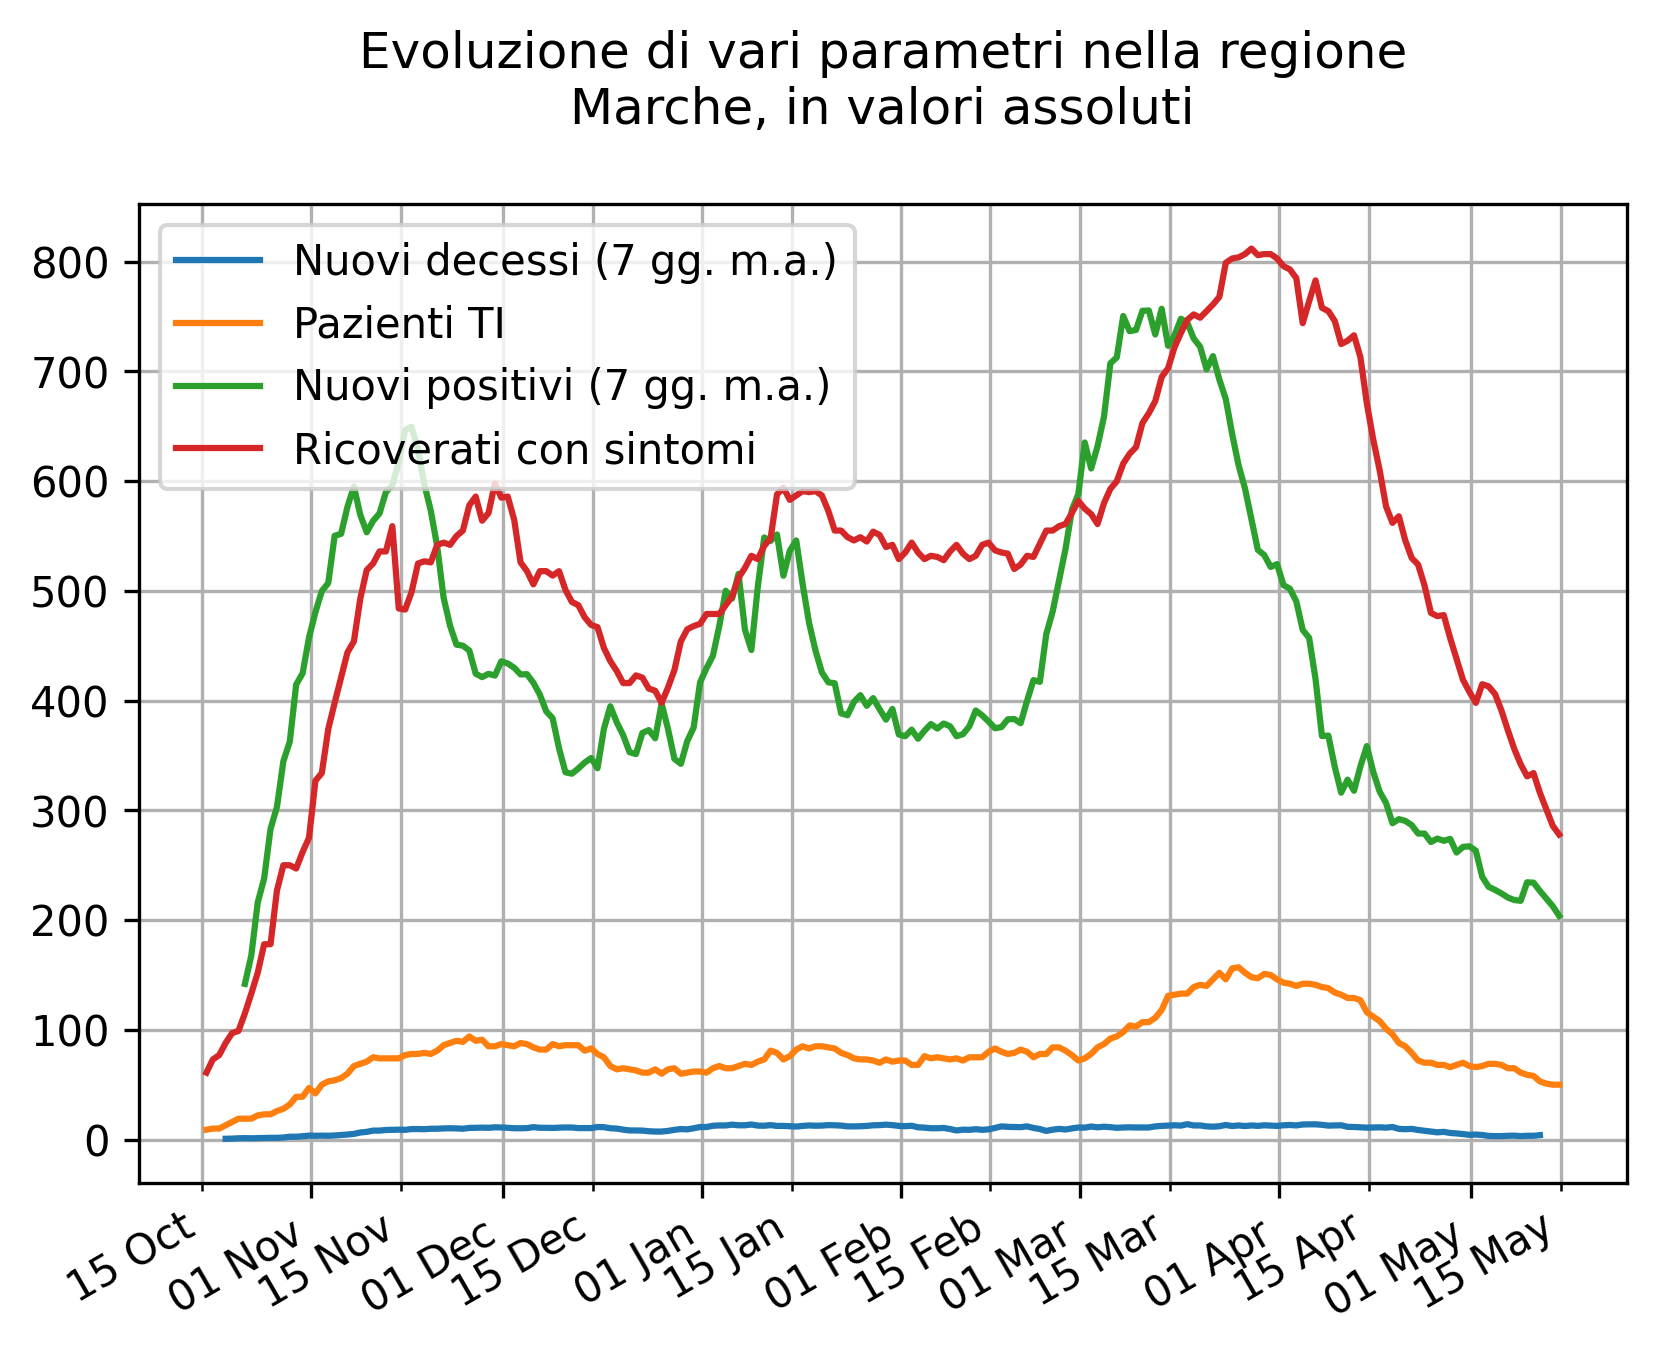 Evoluzione di vari parametri nella regione
Marche, in valori assoluti
Nuovi decessi (7 gg. m.a.)
Pazienti TI
Nuovi positivi (7 gg. m.a.)
Ricoverati con sintomi
800
700
600
500
400
300
200
100
0
15 Oct
01 Nov
15 Nov
01 Dec
15 Dec
01 Jan
15 Jan
01 Feb
15 Feb
01 Mar
15 Mar
01 Apr
15 Apr
01 May
15 May